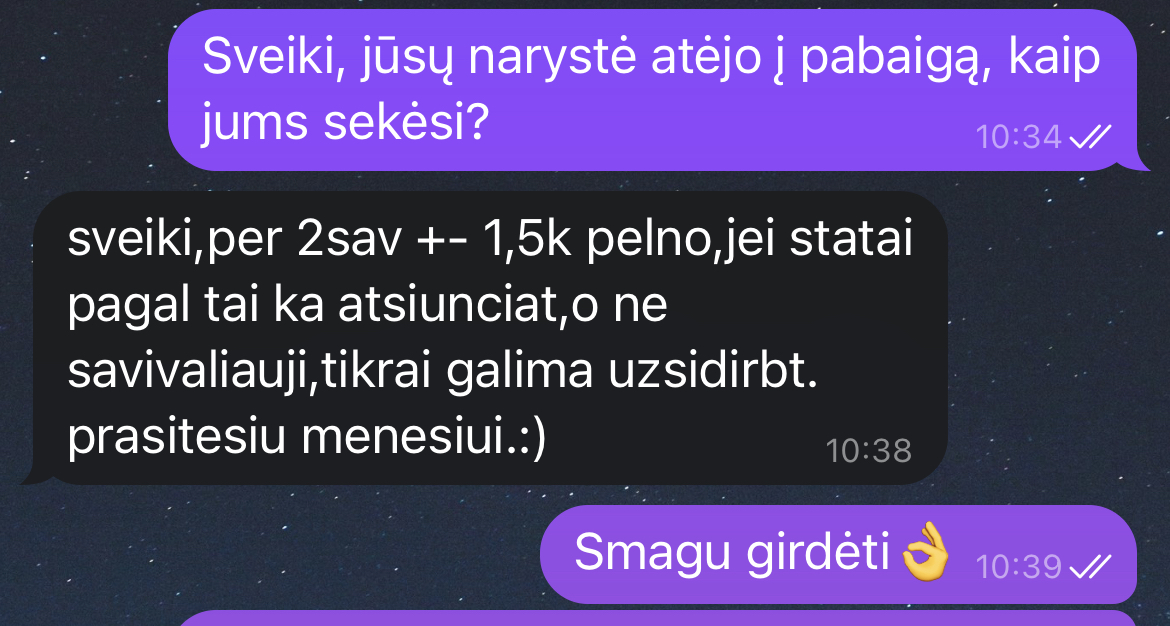 Sveiki, jūsų narystė atėjo į pabaigą, kaip
jums sekėsi?
10:34
sveiki,per 2sav +- 1,5k pelno,jei statai
pagal tai ka atsiunciat,o ne
savivaliauji,tikrai galima uzsidirbt.
prasitesiu menesiui.:)
10:38
Smagu girdėti👌
10:39